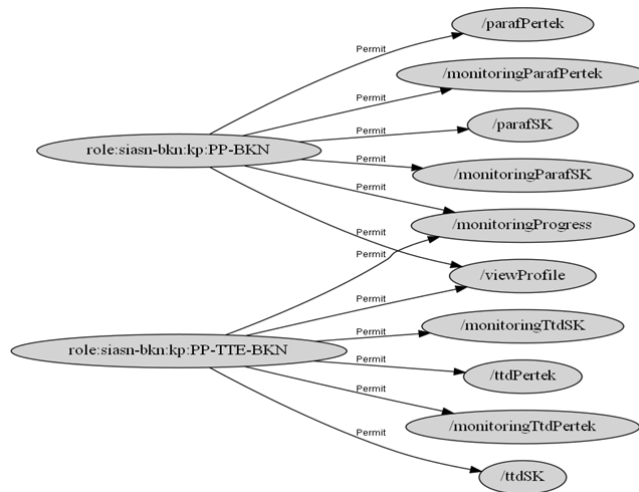 /parafPertek
Permit
/monitoringParafPertek
Permit
/parafSK
Permit
role:siasn-bkn:kp:PP-BKN
Permit
/monitoringParafSK
Permit
/monitoringProgress
Permit
Permit
/viewProfile
Permit
/monitoringTtdSK
Permit
role:siasn-bkn:kp:PP-TTE-BKN
Permit
/ttdPertek
Permit
/monitoringTtdPertek
Permit
/ttdSK
Permit